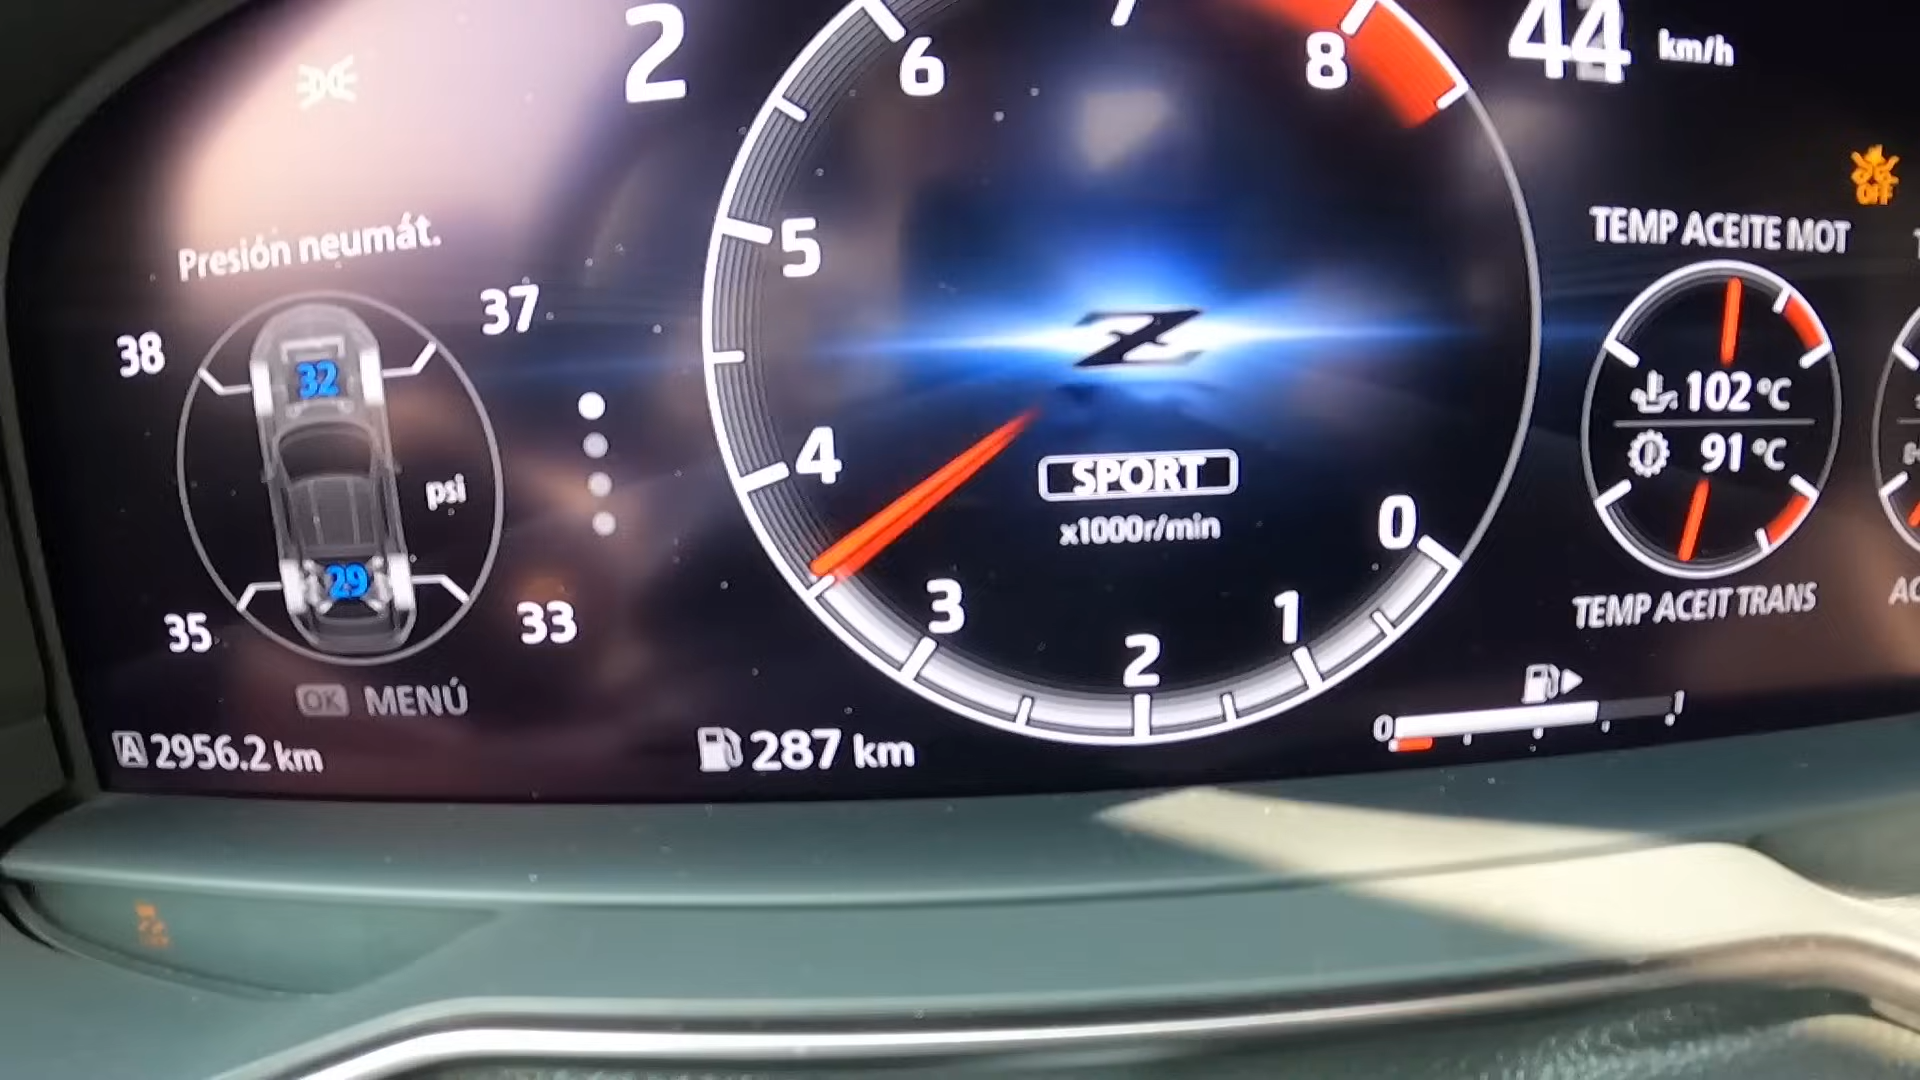 2
44 km/h
6 7 8
OFF
Presión neumát.
TEMP ACEITE MOT
38 37
32
5
Z
102 °C
4
SPORT
91 °C
psi
x1000r/min
0
29
35 33
3
2
1
TEMP ACEIT TRANS
OK MENÚ
A 2956.2 km
287 km
0 1